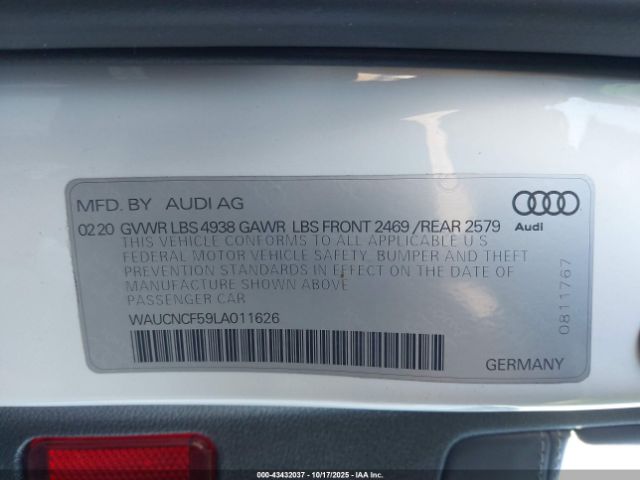 MFD. BY AUDI AG
Audi
02 20 GVWR LBS 4938 GAWR LBS FRONT 2469 /REAR 2579
THIS VEHICLE CONFORMS TO ALL APPLICABLE U S
FEDERAL MOTOR VEHICLE SAFETY, BUMPER AND THEFT
PREVENTION STANDARDS IN EFFECT ON THE DATE OF
MANUFACTURE SHOWN ABOVE
PASSENGER CAR
WAUCNCF59LA011626
0811767
GERMANY
000-43432037 - 10/17/2025 - Copyright IAA, Inc.